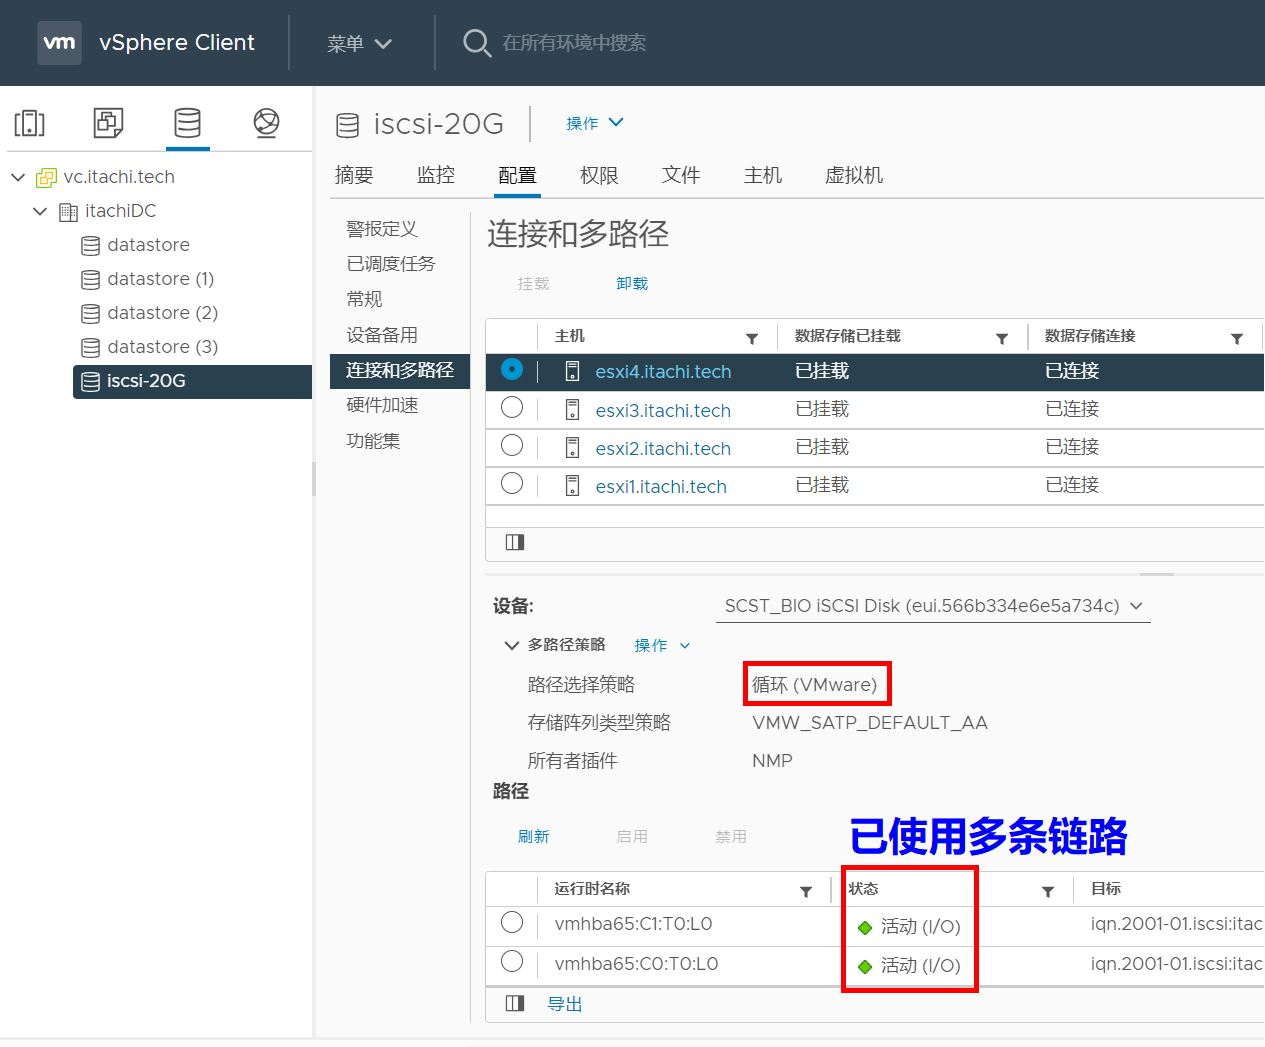 vm vSphere Client 菜单 在所有环境中搜索
vc.itachi.tech
itachiDC
datastore
datastore (1)
datastore (2)
datastore (3)
iscsi-20G
iscsi-20G 操作
摘要 监控 配置 权限 文件 主机 虚拟机
警报定义
已调度任务
常规
设备备用
连接和多路径
硬件加速
功能集
连接和多路径
挂载 卸载
主机 数据存储已挂载 数据存储连接
esxi4.itachi.tech 已挂载 已连接
esxi3.itachi.tech 已挂载 已连接
esxi2.itachi.tech 已挂载 已连接
esxi1.itachi.tech 已挂载 已连接
设备: SCST_BIO iSCSI Disk (eui.566b334e6e5a734c)
多路径策略 操作
路径选择策略 循环 (VMware)
存储阵列类型策略 VMW_SATP_DEFAULT_AA
所有者插件 NMP
路径
刷新 启用 禁用
已使用多条链路
运行时名称 状态 目标
vmhba65:C1:T0:L0 活动 (I/O) iqn.2001-01.iscsi:itac
vmhba65:C0:T0:L0 活动 (I/O) iqn.2001-01.iscsi:itac
导出